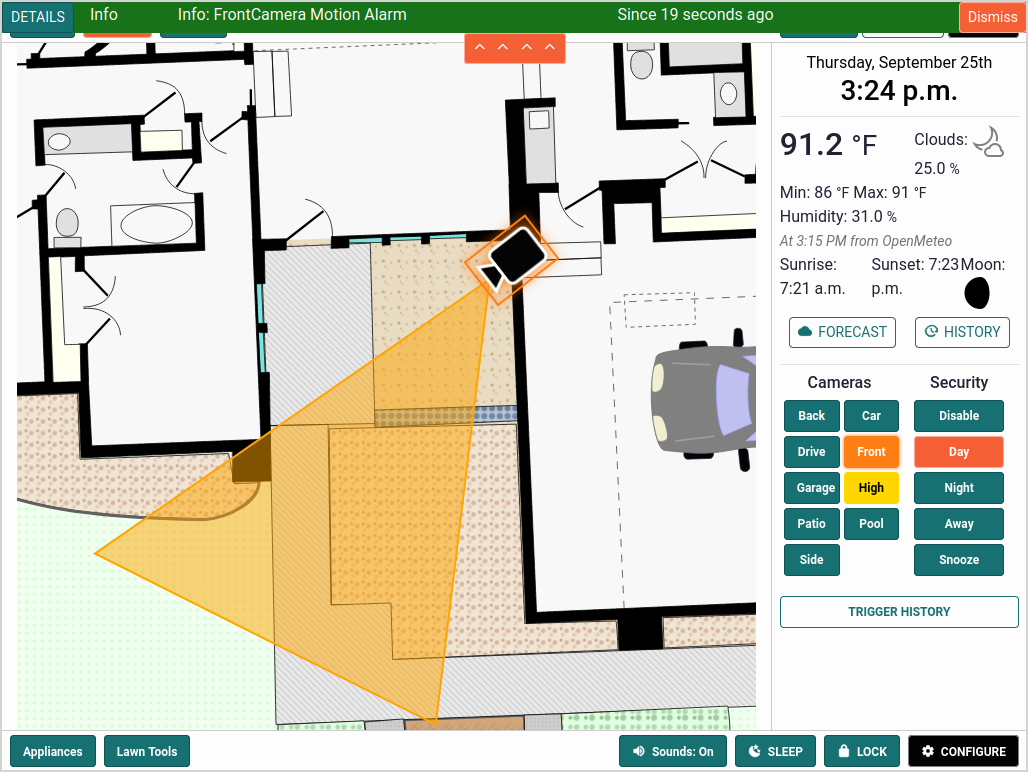 DETAILS Info Info: FrontCamera Motion Alarm Since 19 seconds ago Dismiss
Thursday, September 25th
3:24 p.m.
91.2 °F Clouds:
25.0 %
Min: 86 °F Max: 91 °F
Humidity: 31.0 %
At 3:15 PM from OpenMeteo
Sunrise: Sunset: 7:23 Moon:
7:21 a.m. p.m.
FORECAST HISTORY
Cameras Security
Back Car Disable
Drive Front Day
Garage High Night
Patio Pool Away
Side Snooze
TRIGGER HISTORY
Appliances Lawn Tools Sounds: On SLEEP LOCK CONFIGURE